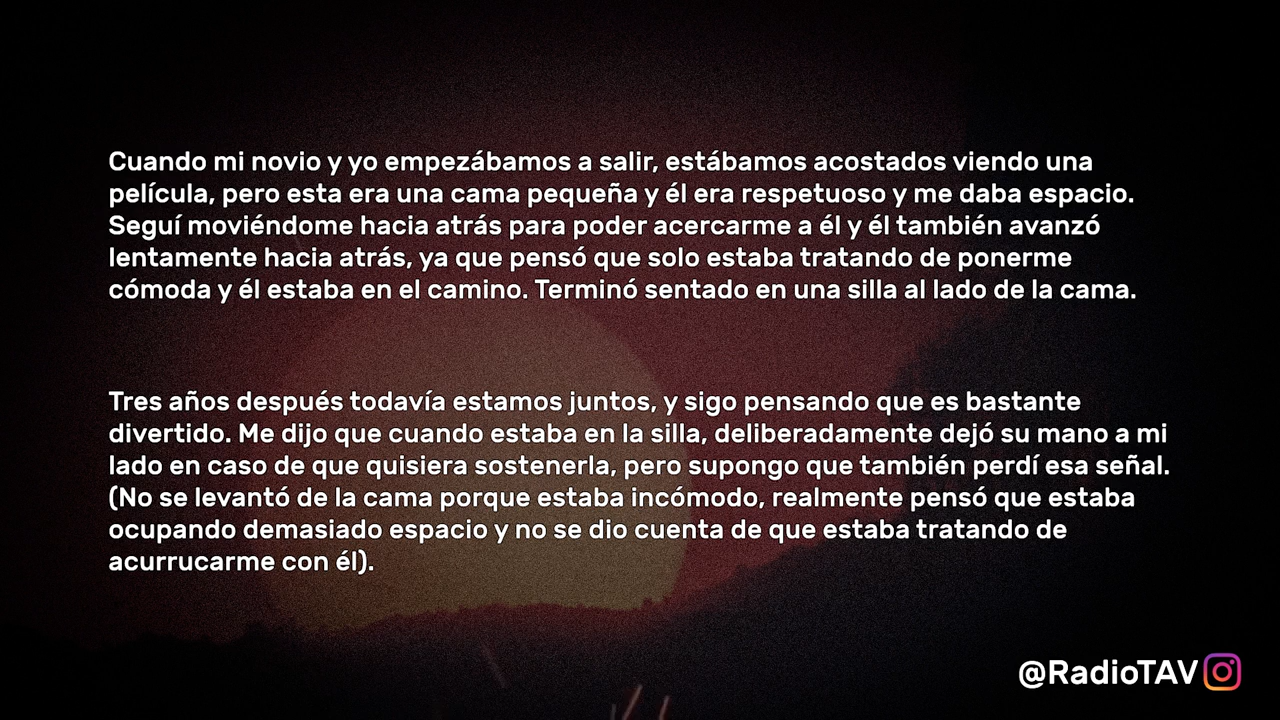 Cuando mi novio y yo empezábamos a salir, estábamos acostados viendo una
película, pero esta era una cama pequeña y él era respetuoso y me daba espacio.
Seguí moviéndome hacia atrás para poder acercarme a él y él también avanzó
lentamente hacia atrás, ya que pensó que solo estaba tratando de ponerme
cómoda y él estaba en el camino. Terminó sentado en una silla al lado de la cama.
Tres años después todavía estamos juntos, y sigo pensando que es bastante
divertido. Me dijo que cuando estaba en la silla, deliberadamente dejó su mano a mi
lado en caso de que quisiera sostenerla, pero supongo que también perdí esa señal.
(No se levantó de la cama porque estaba incómodo, realmente pensó que estaba
ocupando demasiado espacio y no se dio cuenta de que estaba tratando de
acurrucarme con él).
@RadioTAV